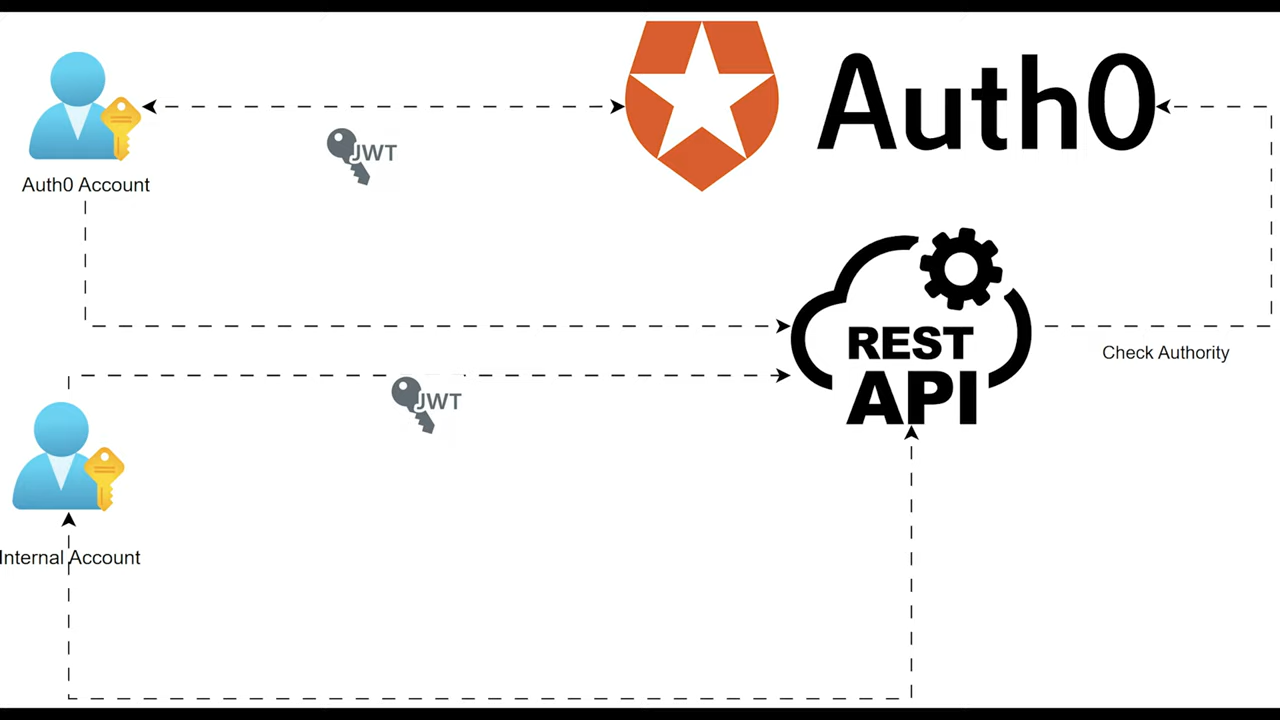 Auth0
JWT
Auth0 Account
REST
API
Check Authority
JWT
Internal Account